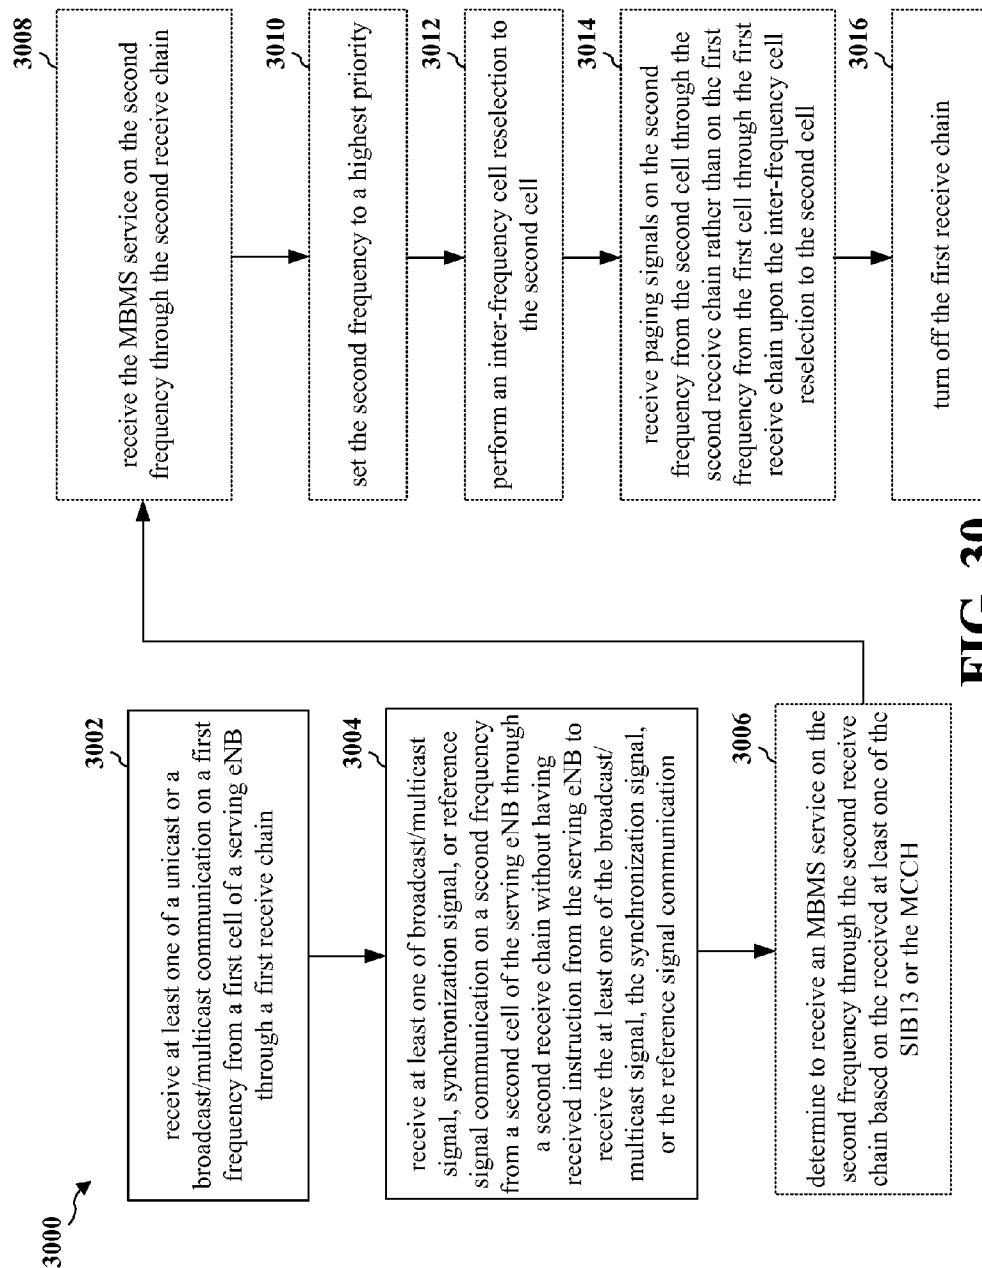 3000
3002
receive at least one of a unicast or a
broadcast/multicast communication on a first
frequency from a first cell of a serving eNB
through a first receive chain
3004
receive at least one of broadcast/multicast
signal, synchronization signal, or reference
signal communication on a second frequency
from a second cell of the serving eNB through
a second receive chain without having
received instruction from the serving eNB to
receive the at least one of the broadcast/
multicast signal, the synchronization signal,
or the reference signal communication
3006
determine to receive an MBMS service on the
second frequency through the second receive
chain based on the received at least one of the
SIB13 or the MCCH
3008
receive the MBMS service on the second
frequency through the second receive chain
3010
set the second frequency to a highest priority
3012
perform an inter-frequency cell reselection to
the second cell
3014
receive paging signals on the second
frequency from the second cell through the
second receive chain rather than on the first
frequency from the first cell through the first
receive chain upon the inter-frequency cell
reselection to the second cell
3016
turn off the first receive chain
FIG. 30